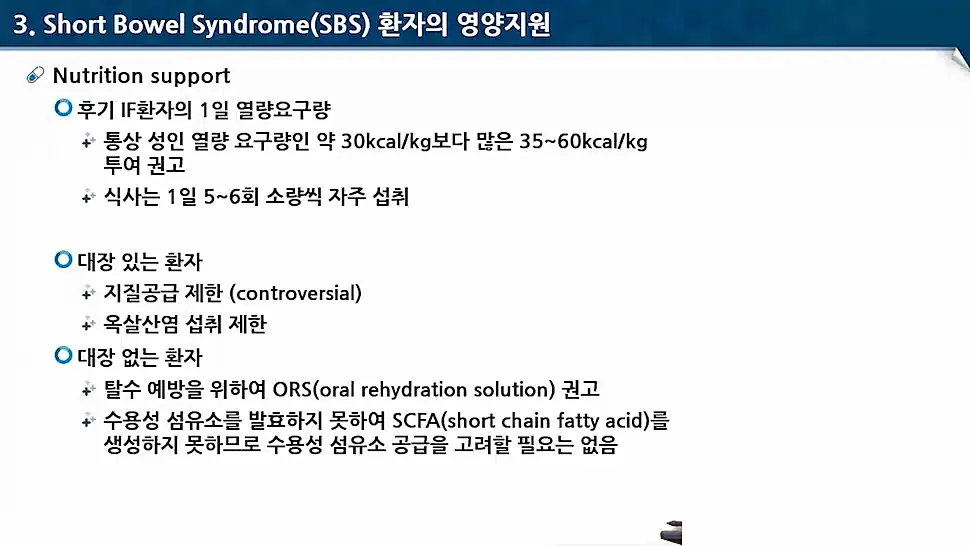 3. Short Bowel Syndrome(SBS) 환자의 영양지원
Nutrition support
후기 IF환자의 1일 열량요구량
통상 성인 열량 요구량인 약 30kcal/kg보다 많은 35~60kcal/kg
투여 권고
식사는 1일 5~6회 소량씩 자주 섭취
대장 있는 환자
지질공급 제한 (controversial)
옥살산염 섭취 제한
대장 없는 환자
탈수 예방을 위하여 ORS(oral rehydration solution) 권고
수용성 섬유소를 발효하지 못하여 SCFA(short chain fatty acid)를
생성하지 못하므로 수용성 섬유소 공급을 고려할 필요는 없음